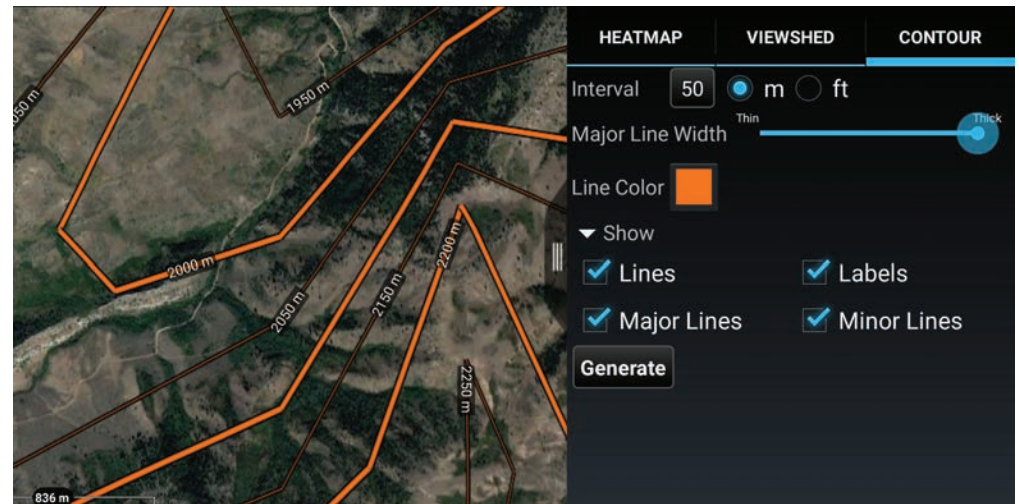 HEATMAP VIEWSHED CONTOUR
Interval 50 m ft
Thin Thick
Major Line Width
Line Color
Show
Lines Labels
Major Lines Minor Lines
Generate
1950 m
050 m
2000 m
2200 m
2050 m
2150 m
2250 m
836 m